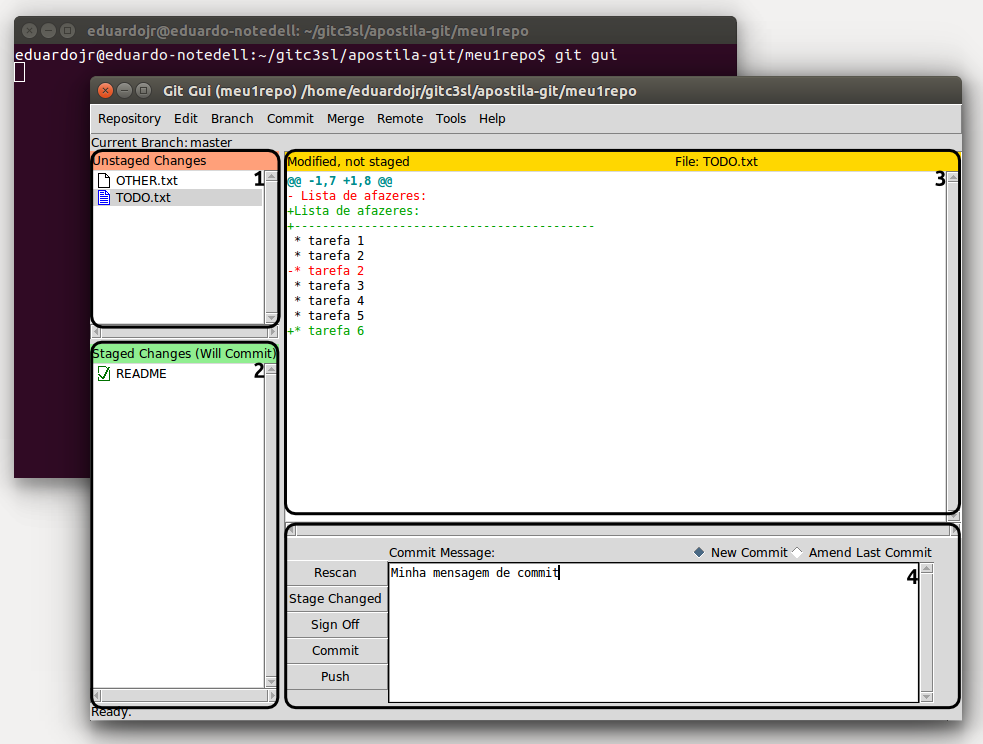 eduardojr@eduardo-notedell: ~/gitc3sl/apostila-git/meu1repo
eduardojr@eduardo-notedell:~/gitc3sl/apostila-git/meu1repo$ git gui
Git Gui (meu1repo) /home/eduardojr/gitc3sl/apostila-git/meu1repo
Repository Edit Branch Commit Merge Remote Tools Help
Current Branch: master
Unstaged Changes
1
OTHER.txt
TODO.txt
Staged Changes (Will Commit)
2
README
Modified, not staged File: TODO.txt
3
@@ -1,7 +1,8 @@
- Lista de afazeres:
+Lista de afazeres:
+-------------------------------------------
 * tarefa 1
 * tarefa 2
-* tarefa 2
 * tarefa 3
 * tarefa 4
 * tarefa 5
+* tarefa 6
Commit Message: New Commit Amend Last Commit
Rescan
Stage Changed
Sign Off
Commit
Push
Minha mensagem de commit
4
Ready.